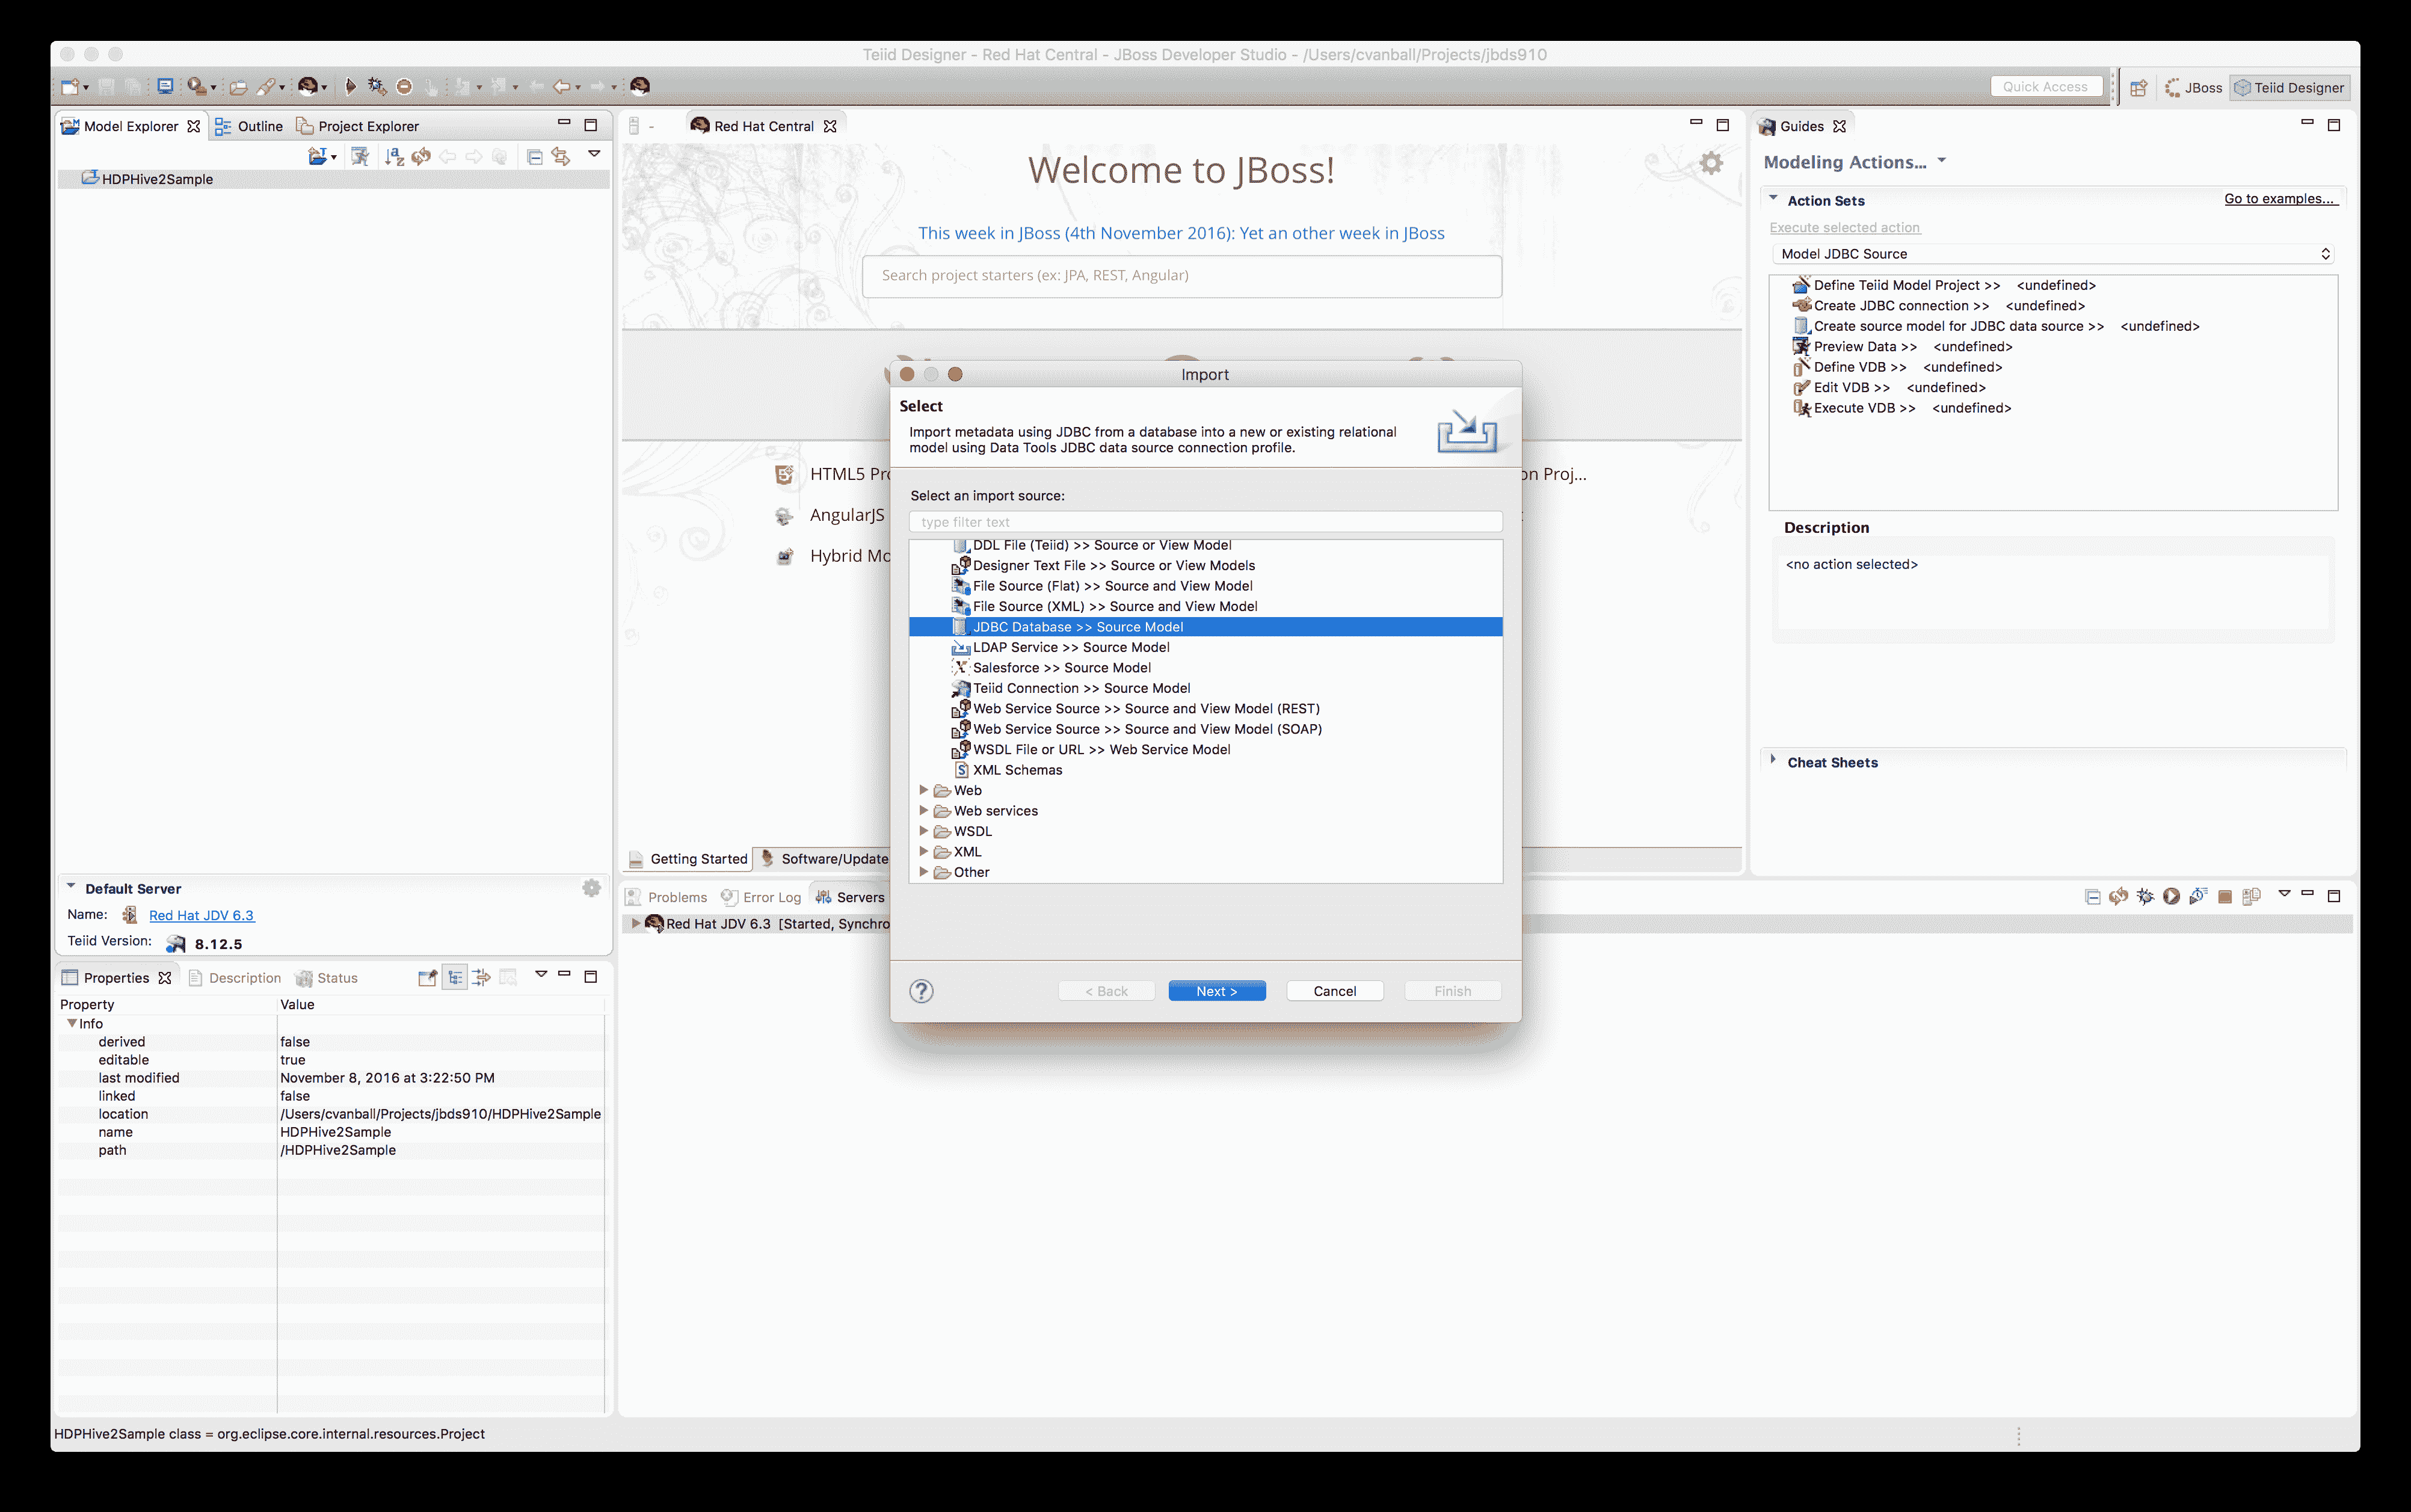 Teiid Designer - Red Hat Central - JBoss Developer Studio - /Users/cvanball/Projects/jbds910
Quick Access
JBoss
Teiid Designer
Model Explorer
Outline
Project Explorer
HDPHive2Sample
Default Server
Name: Red Hat JDV 6.3
Teiid Version: 8.12.5
Properties
Description
Status
Property Value
Info
derived false
editable true
last modified November 8, 2016 at 3:22:50 PM
linked false
location /Users/cvanball/Projects/jbds910/HDPHive2Sample
name HDPHive2Sample
path /HDPHive2Sample
HDPHive2Sample class = org.eclipse.core.internal.resources.Project
Red Hat Central
Welcome to JBoss!
This week in JBoss (4th November 2016): Yet an other week in JBoss
Search project starters (ex: JPA, REST, Angular)
HTML5 Pro
on Proj...
AngularJS
Hybrid Mo
Getting Started
Software/Update
Problems
Error Log
Servers
Red Hat JDV 6.3 [Started, Synchro
Import
Select
Import metadata using JDBC from a database into a new or existing relational
model using Data Tools JDBC data source connection profile.
Select an import source:
type filter text
DDL File (Teiid) >> Source or View Model
Designer Text File >> Source or View Models
File Source (Flat) >> Source and View Model
File Source (XML) >> Source and View Model
JDBC Database >> Source Model
LDAP Service >> Source Model
Salesforce >> Source Model
Teiid Connection >> Source Model
Web Service Source >> Source and View Model (REST)
Web Service Source >> Source and View Model (SOAP)
WSDL File or URL >> Web Service Model
XML Schemas
Web
Web services
WSDL
XML
Other
< Back
Next >
Cancel
Finish
Guides
Modeling Actions...
Action Sets
Go to examples...
Execute selected action
Model JDBC Source
Define Teiid Model Project >> <undefined>
Create JDBC connection >> <undefined>
Create source model for JDBC data source >> <undefined>
Preview Data >> <undefined>
Define VDB >> <undefined>
Edit VDB >> <undefined>
Execute VDB >> <undefined>
Description
<no action selected>
Cheat Sheets